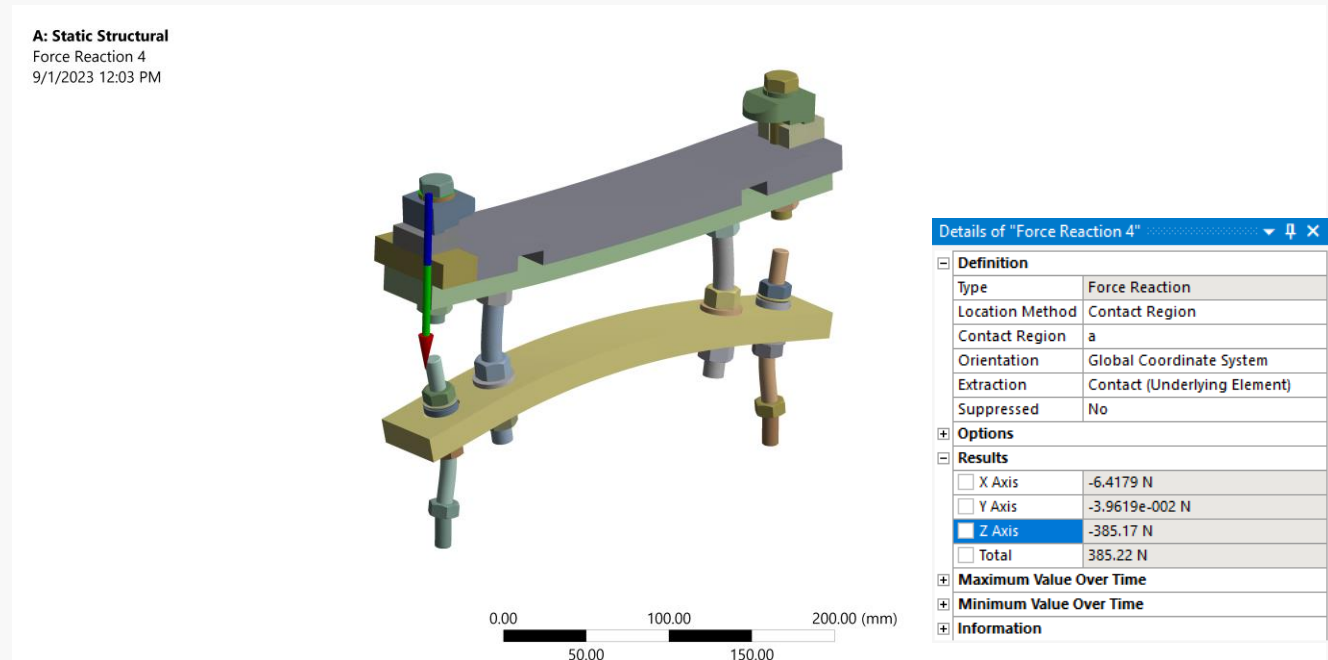 A: Static Structural
Force Reaction 4
9/1/2023 12:03 PM
Details of "Force Reaction 4"
Definition
Type Force Reaction
Location Method Contact Region
Contact Region a
Orientation Global Coordinate System
Extraction Contact (Underlying Element)
Suppressed No
Options
Results
X Axis -6.4179 N
Y Axis -3.9619e-002 N
Z Axis -385.17 N
Total 385.22 N
Maximum Value Over Time
Minimum Value Over Time
Information
0.00 100.00 200.00 (mm)
50.00 150.00